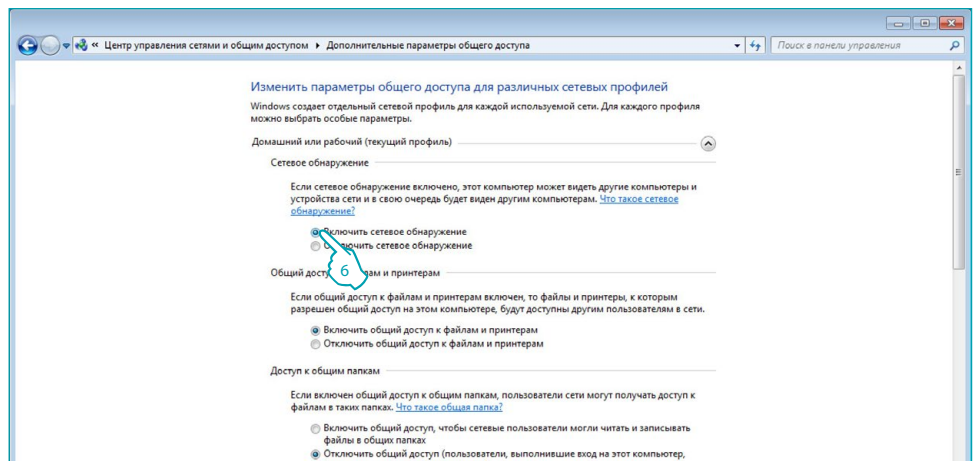 « Центр управления сетями и общим доступом ▸ Дополнительные параметры общего доступа
Поиск в панели управления
Изменить параметры общего доступа для различных сетевых профилей
Windows создает отдельный сетевой профиль для каждой используемой сети. Для каждого профиля
можно выбрать особые параметры.
Домашний или рабочий (текущий профиль)
Сетевое обнаружение
Если сетевое обнаружение включено, этот компьютер может видеть другие компьютеры и
устройства сети и в свою очередь будет виден другим компьютерам. Что такое сетевое
обнаружение?
Включить сетевое обнаружение
Отключить сетевое обнаружение
6
Общий доступ к файлам и принтерам
Если общий доступ к файлам и принтерам включен, то файлы и принтеры, к которым
разрешен общий доступ на этом компьютере, будут доступны другим пользователям в сети.
Включить общий доступ к файлам и принтерам
Отключить общий доступ к файлам и принтерам
Доступ к общим папкам
Если включен общий доступ к общим папкам, пользователи сети могут получать доступ к
файлам в таких папках. Что такое общая папка?
Включить общий доступ, чтобы сетевые пользователи могли читать и записывать
файлы в общих папках
Отключить общий доступ (пользователи, выполнившие вход на этот компьютер,